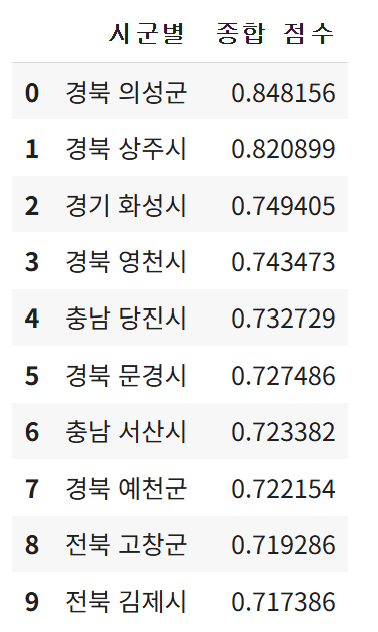 시군별 종합 점수
0 경북 의성군 0.848156
1 경북 상주시 0.820899
2 경기 화성시 0.749405
3 경북 영천시 0.743473
4 충남 당진시 0.732729
5 경북 문경시 0.727486
6 충남 서산시 0.723382
7 경북 예천군 0.722154
8 전북 고창군 0.719286
9 전북 김제시 0.717386